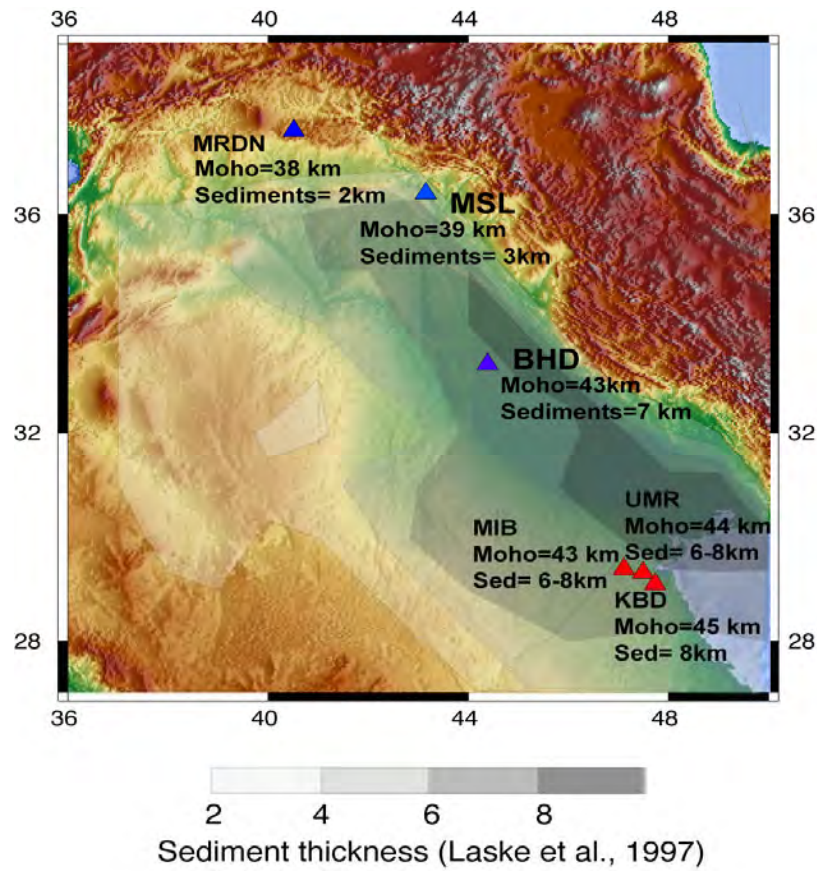 36 40 44 48
MRDN
Moho=38 km
Sediments= 2km
MSL
Moho=39 km
Sediments= 3km
BHD
Moho=43km
Sediments=7 km
UMR
Moho=44 km
Sed= 6-8km
MIB
Moho=43 km
Sed= 6-8km
KBD
Moho=45 km
Sed= 8km
36 36
32 32
28 28
36 40 44 48
2 4 6 8
Sediment thickness (Laske et al., 1997)